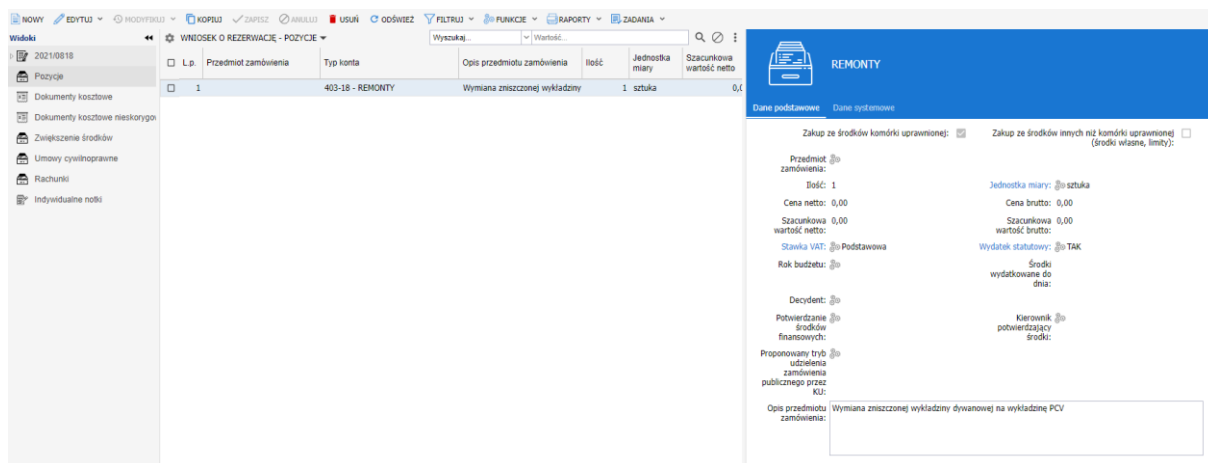 NOWY EDYTUJ MODYFIKUJ KOPIUJ ZAPISZ ANULUJ USUŃ ODŚWIEŻ FILTRUJ FUNKCJE RAPORTY ZADANIA
Widoki
2021/0818
Pozycje
Dokumenty kosztowe
Dokumenty kosztowe nieskorygow
Zwiększenie środków
Umowy cywilnoprawne
Rachunki
Indywidualne notki
WNIOSEK O REZERWACJĘ - POZYCJE Wyszukaj... Wartość...
L.p. Przedmiot zamówienia Typ konta Opis przedmiotu zamówienia Ilość Jednostka miary Szacunkowa wartość netto
1 403-18 - REMONTY Wymiana zniszczonej wykładziny 1 sztuka 0,(
REMONTY
Dane podstawowe Dane systemowe
Zakup ze środków komórki uprawnionej: Zakup ze środków innych niż komórki uprawnionej
(środki własne, limity):
Przedmiot
zamówienia:
Ilość: 1 Jednostka miary: sztuka
Cena netto: 0,00 Cena brutto: 0,00
Szacunkowa 0,00 Szacunkowa 0,00
wartość netto: wartość brutto:
Stawka VAT: Podstawowa Wydatek statutowy: TAK
Rok budżetu: Środki
wydatkowane do
dnia:
Decydent:
Potwierdzanie Kierownik
środków potwierdzający
finansowych: środki:
Proponowany tryb
udzielenia
zamówienia
publicznego przez
KU:
Opis przedmiotu Wymiana zniszczonej wykładziny dywanowej na wykładzinę PCV
zamówienia: